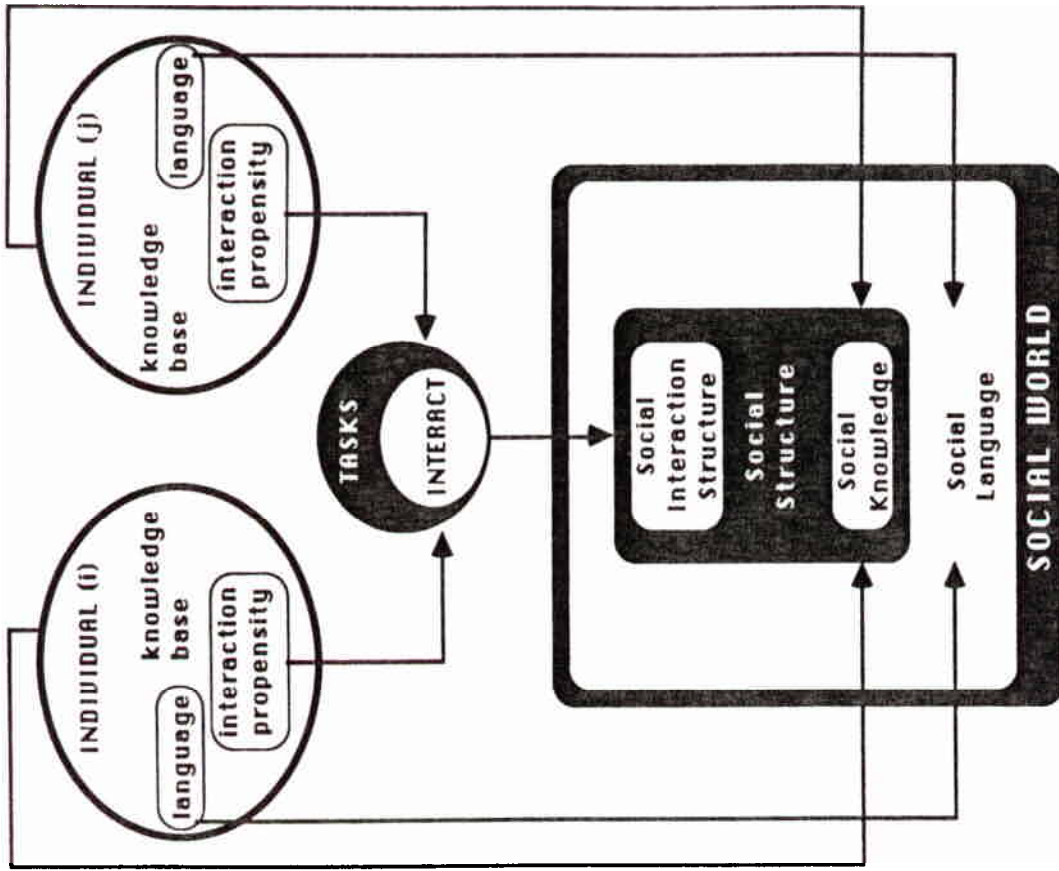 INDIVIDUAL (i)
knowledge
base
language
interaction
propensity
INDIVIDUAL (j)
knowledge
base
language
interaction
propensity
TASKS
INTERACT
Social
Interaction
Structure
Social
Structure
Social
Knowledge
Social
Language
SOCIAL WORLD